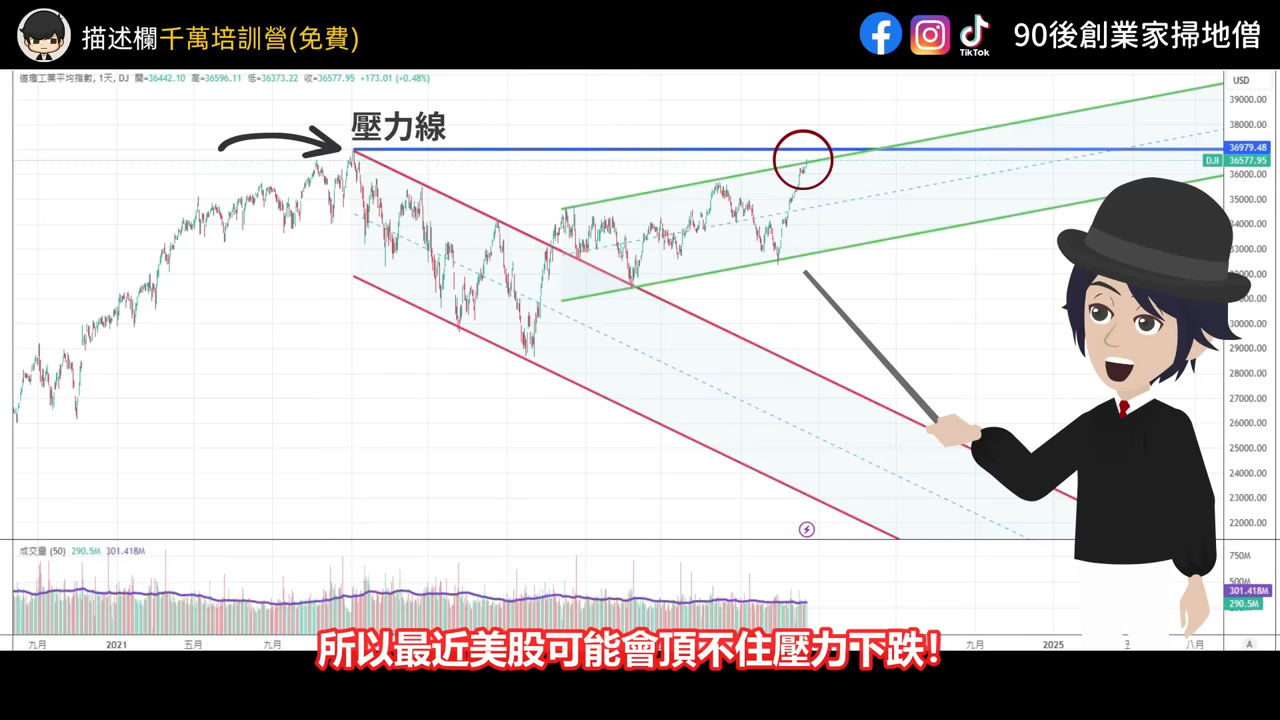 描述欄千萬培訓營(免費)
TikTok
90後創業家掃地僧
道瓊工業平均指數, 1天, DJ 開=36442.10 高=36596.11 低=36373.22 收=36577.95 +173.01 (+0.48%)
USD
壓力線
39000.00
38000.00
36979.48
DJI 36577.95
36000.00
35000.00
34000.00
33000.00
32000.00
31000.00
30000.00
29000.00
28000.00
27000.00
26000.00
25000.00
24000.00
23000.00
22000.00
成交量 (50) 290.5M 301.418M
750M
500M
301.418M
290.5M
九月 2021 五月 九月 九月 2025 八月 A
所以最近美股可能會頂不住壓力下跌!